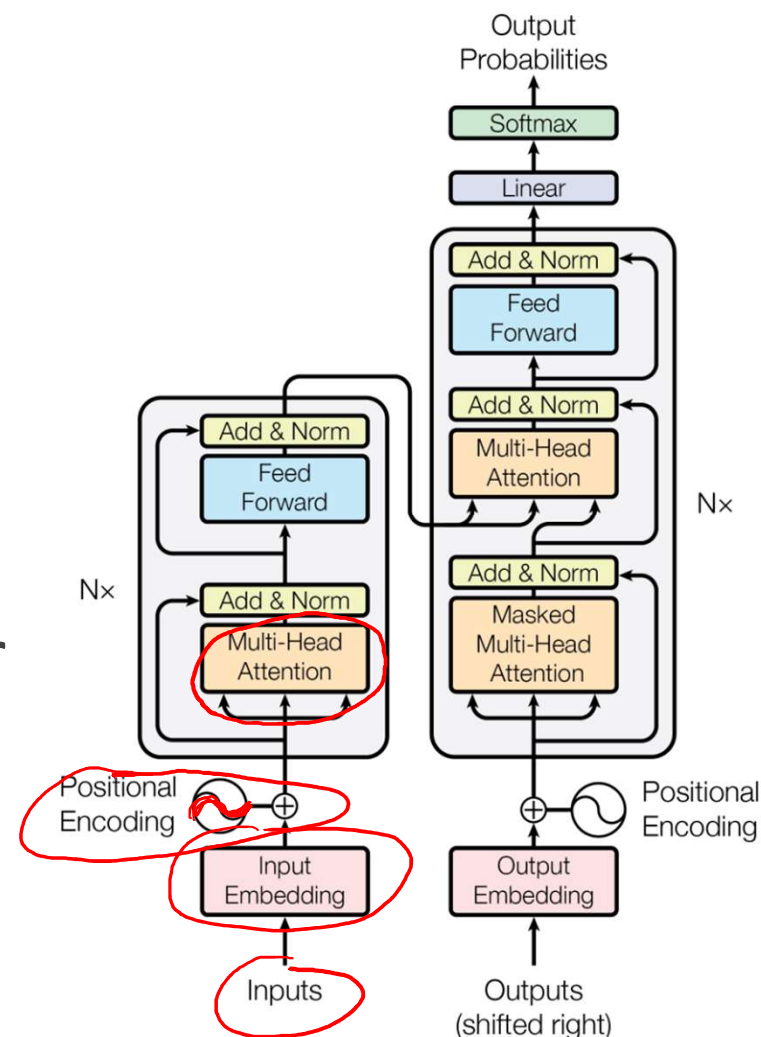 Output
Probabilities
Softmax
Linear
Add & Norm
Feed
Forward
Add & Norm
Multi-Head
Attention
Nx
Add & Norm
Masked
Multi-Head
Attention
Add & Norm
Feed
Forward
Nx
Add & Norm
Multi-Head
Attention
Positional
Encoding
Input
Embedding
Inputs
Positional
Encoding
Output
Embedding
Outputs
(shifted right)